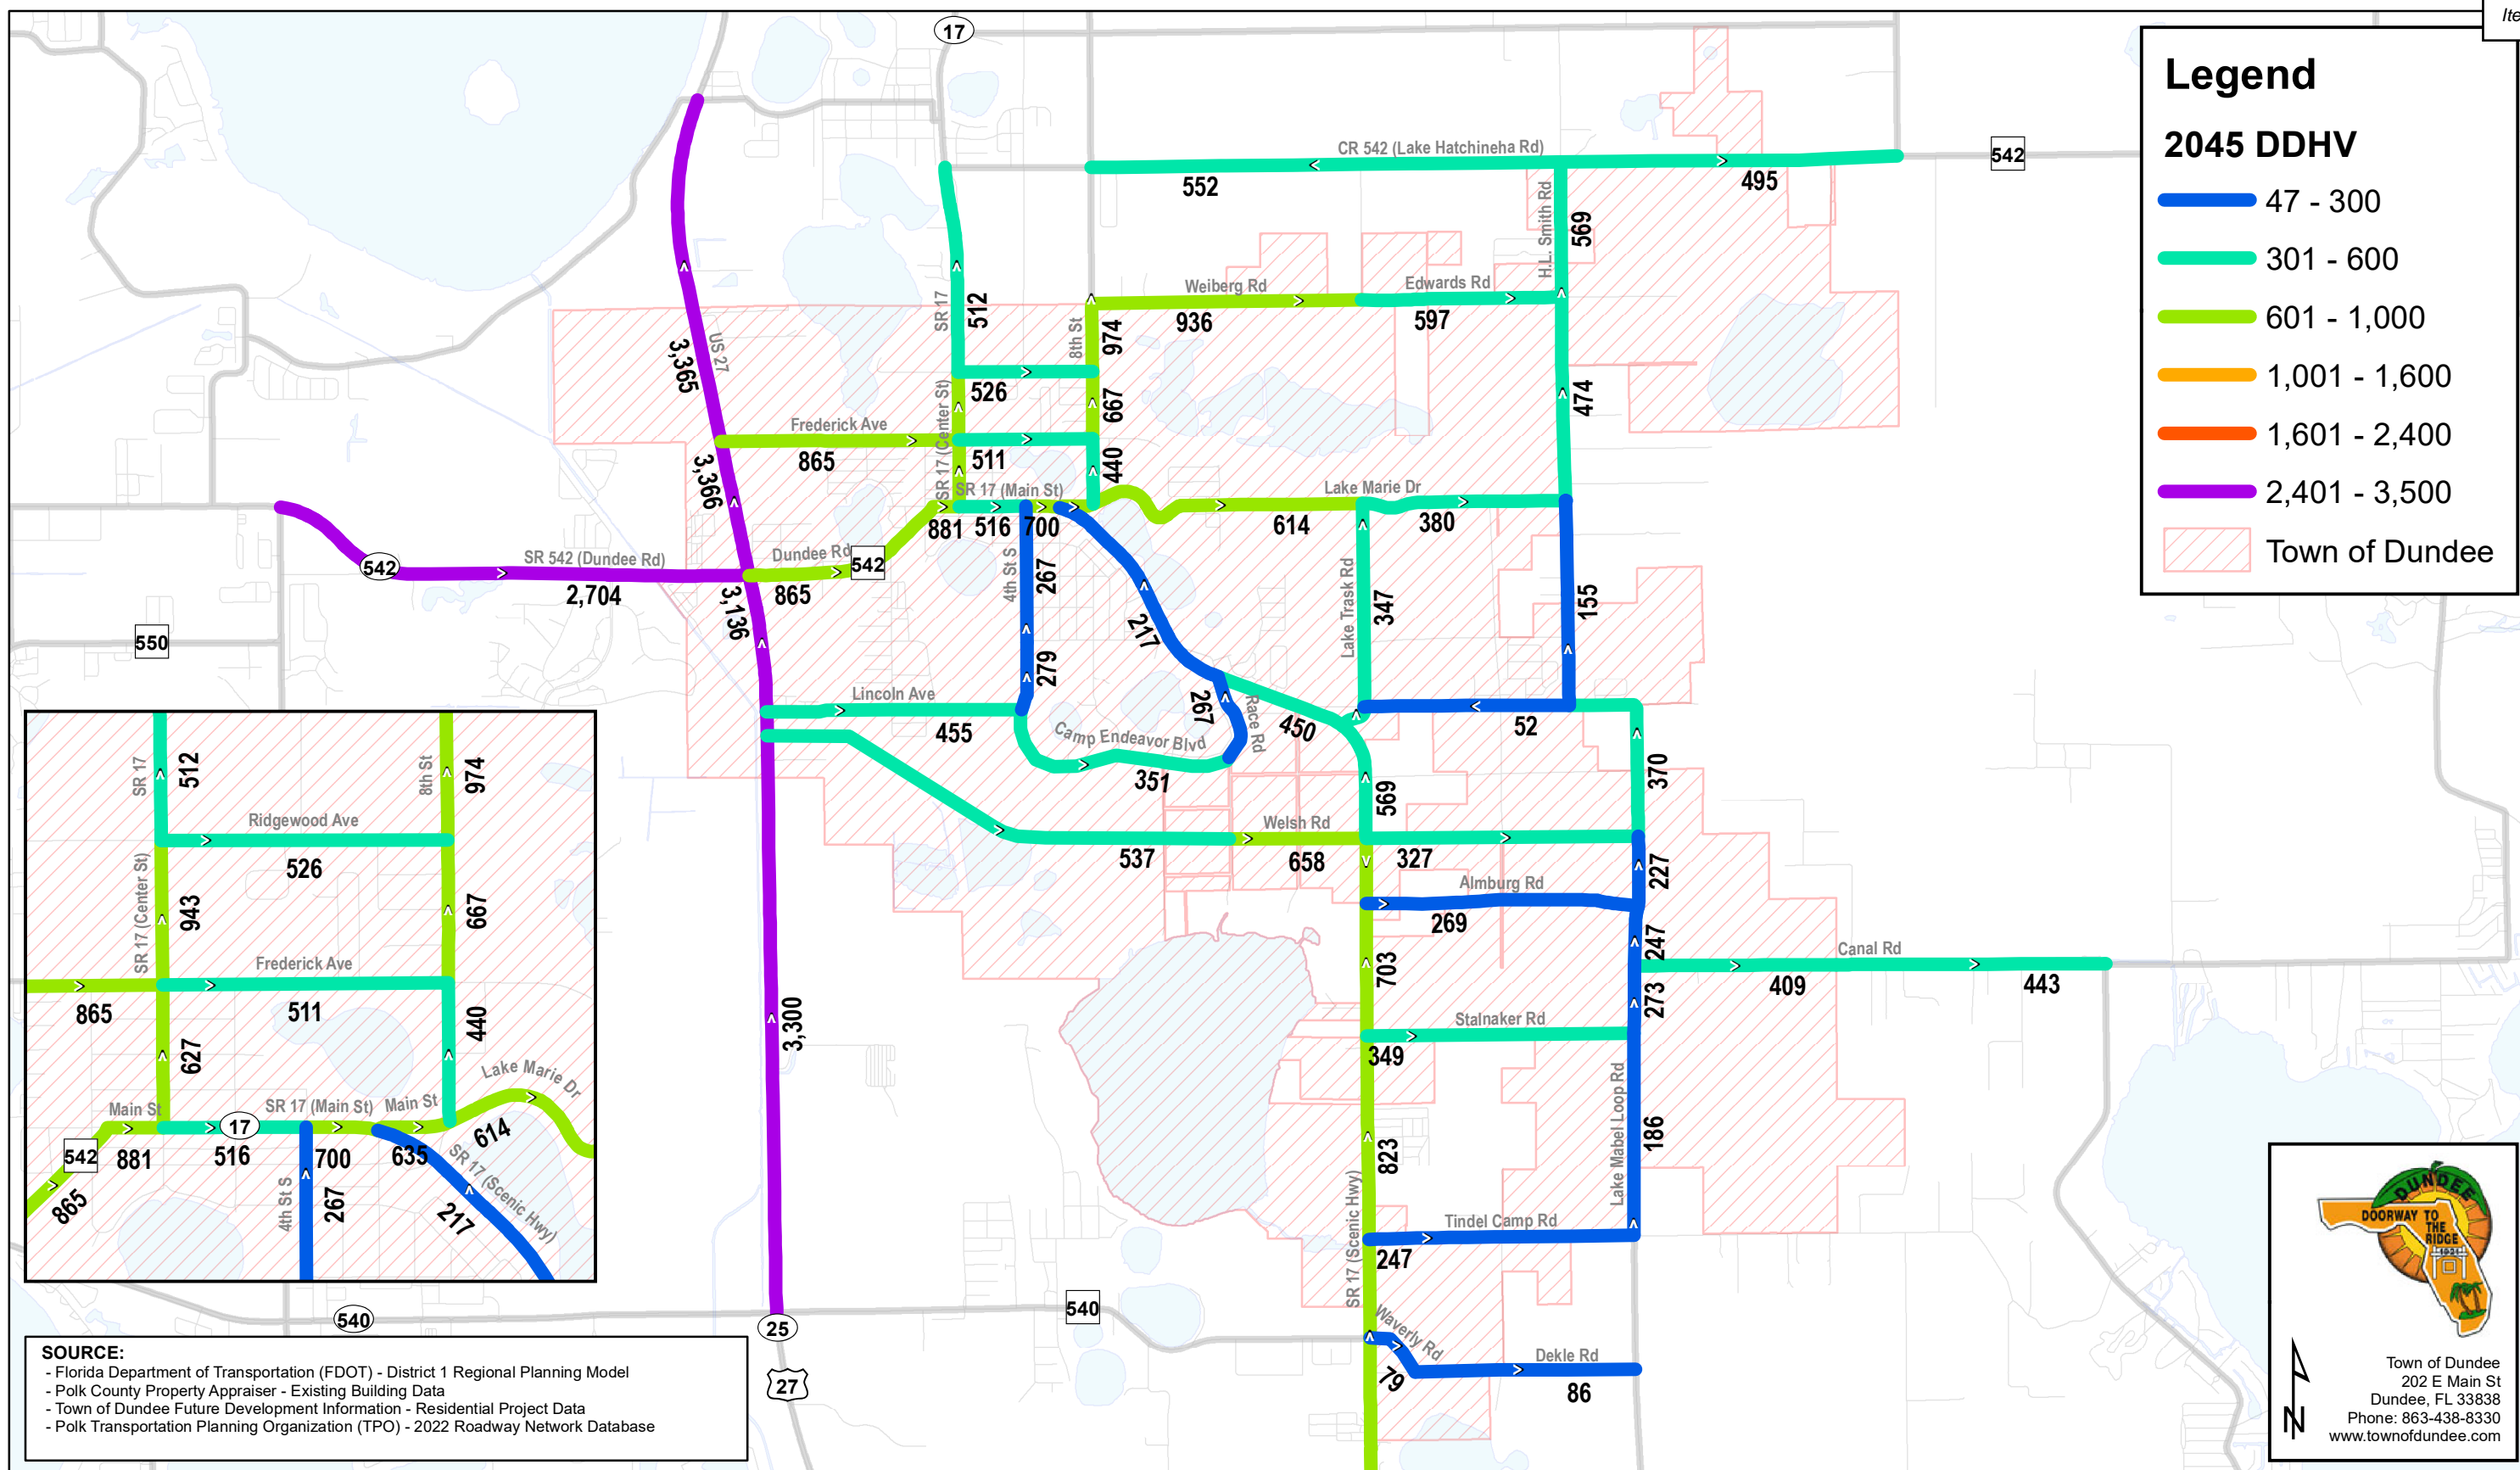 Ite
17
Legend
2045 DDHV
47 - 300
301 - 600
601 - 1,000
1,001 - 1,600
1,601 - 2,400
2,401 - 3,500
Town of Dundee
CR 542 (Lake Hatchineha Rd)
552
495
542
H.L. Smith Rd
569
Weiberg Rd
936
Edwards Rd
597
SR 17
512
8th St
974
US 27
3,365
526
667
474
SR 17 (Center St)
Frederick Ave
865
511
440
3,366
SR 17 (Main St)
881
516
700
Lake Marie Dr
614
380
SR 542 (Dundee Rd)
542
2,704
Dundee Rd
542
865
3,136
4th St S
267
279
217
Lake Trask Rd
347
155
550
Lincoln Ave
455
Camp Endeavor Blvd
351
267
Race Rd
450
52
370
569
Welsh Rd
537
658
327
227
Almburg Rd
269
247
Canal Rd
409
443
703
273
3,300
Stalnaker Rd
349
823
Lake Mabel Loop Rd
186
SR 17 (Scenic Hwy)
Tindel Camp Rd
247
Waverly Rd
79
Dekle Rd
86
540
540
25
27
SR 17
512
8th St
974
Ridgewood Ave
526
SR 17 (Center St)
943
667
Frederick Ave
865
511
440
627
Lake Marie Dr
Main St
SR 17 (Main St)
Main St
17
542
881
516
700
635
614
865
4th St S
267
217
SR 17 (Scenic Hwy)
SOURCE:
- Florida Department of Transportation (FDOT) - District 1 Regional Planning Model
- Polk County Property Appraiser - Existing Building Data
- Town of Dundee Future Development Information - Residential Project Data
- Polk Transportation Planning Organization (TPO) - 2022 Roadway Network Database
DUNDEE
DOORWAY TO
THE
RIDGE
N
Town of Dundee
202 E Main St
Dundee, FL 33838
Phone: 863-438-8330
www.townofdundee.com